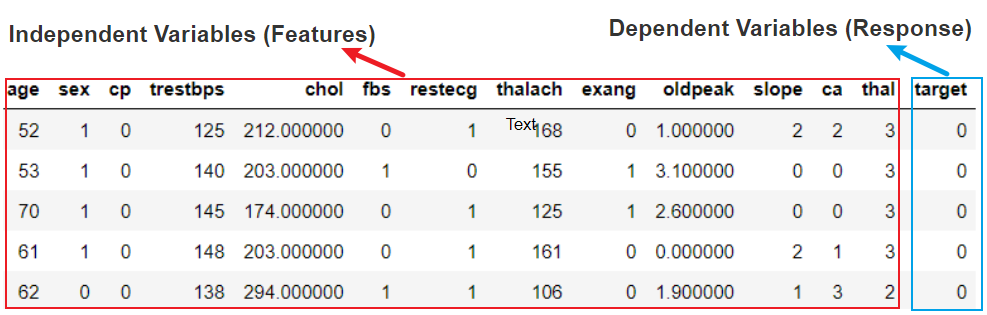 Independent Variables (Features)
Dependent Variables (Response)
age sex cp trestbps chol fbs restecg thalach exang oldpeak slope ca thal target
52 1 0 125 212.000000 0 1 Text 168 0 1.000000 2 2 3 0
53 1 0 140 203.000000 1 0 155 1 3.100000 0 0 3 0
70 1 0 145 174.000000 0 1 125 1 2.600000 0 0 3 0
61 1 0 148 203.000000 0 1 161 0 0.000000 2 1 3 0
62 0 0 138 294.000000 1 1 106 0 1.900000 1 3 2 0